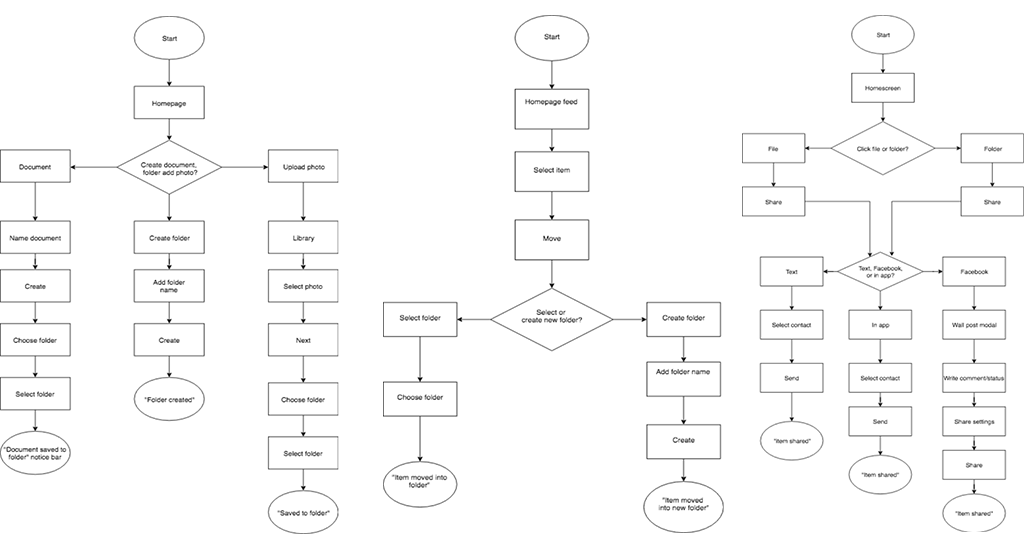 Start
Homepage
Create document,
folder add photo?
Document
Name document
Create
Choose folder
Select folder
"Document saved to
folder" notice bar
Create folder
Add folder
name
Create
"Folder created"
Upload photo
Library
Select photo
Next
Choose folder
Select folder
"Saved to folder"
Start
Homepage feed
Select item
Move
Select or
create new folder?
Select folder
Choose folder
"Item moved into
folder"
Create folder
Add folder name
Create
"Item moved
into new folder"
Start
Homescreen
Click file or folder?
File
Share
Folder
Share
Text, Facebook,
or in app?
Text
Select contact
Send
"Item shared"
In app
Select contact
Send
"Item shared"
Facebook
Wall post modal
Write comment/status
Share settings
Share
"Item shared"